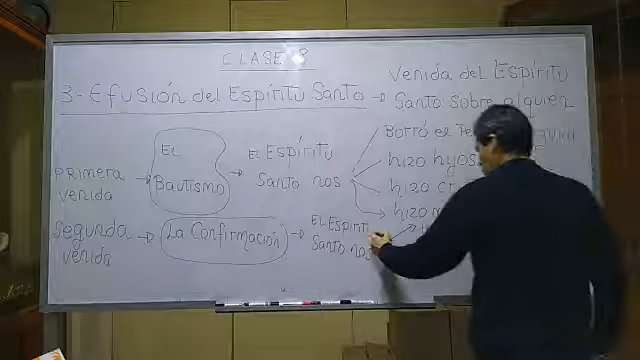 CLASE 8
3- Efusión del Espíritu Santo → Venida del Espíritu
Santo sobre alguien
Borró el
El Bautismo
El Espíritu
Santo nos
hizo hijos
hizo
hizo
Primera
venida
Segunda
venida
La Confirmación
El Espíritu
Santo nos